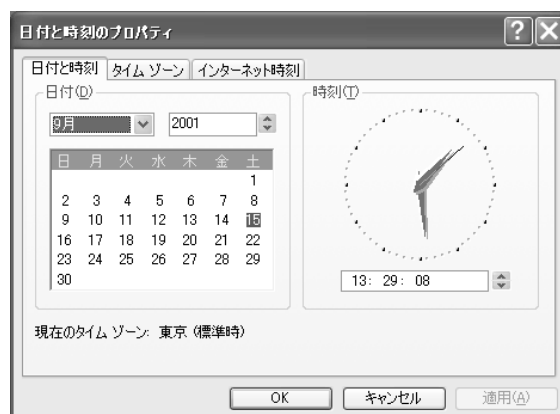 日付と時刻のプロパティ
日付と時刻 タイム ゾーン インターネット時刻
日付(D) 時刻(T)
9月 2001
日 月 火 水 木 金 土
1
2 3 4 5 6 7 8
9 10 11 12 13 14 15
16 17 18 19 20 21 22
23 24 25 26 27 28 29
30
13: 29: 08
現在のタイム ゾーン: 東京 (標準時)
OK キャンセル 適用(A)